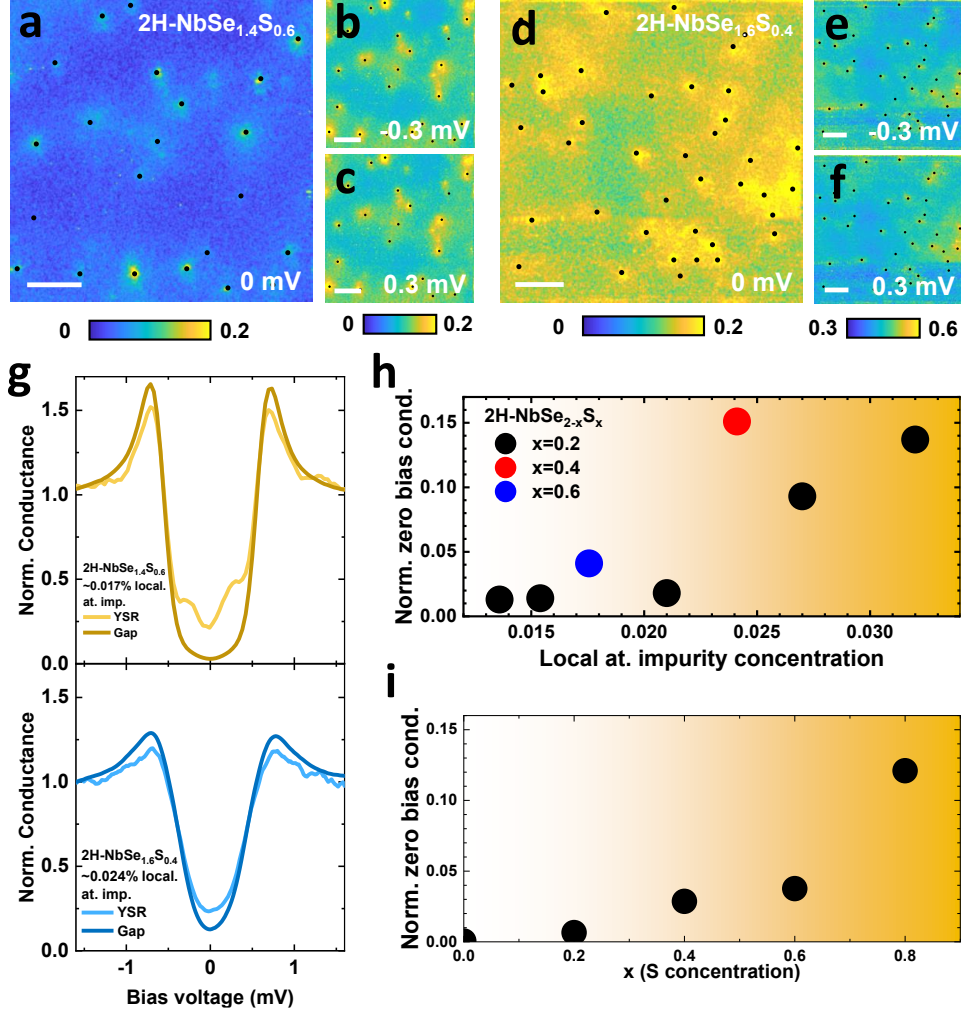 a
2H-NbSe1.4S0.6
0 mV
b
-0.3 mV
c
0.3 mV
d
2H-NbSe1.6S0.4
0 mV
e
-0.3 mV
f
0.3 mV
0 0.2
0 0.2
0 0.2
0.3 0.6
g
1.5
1.0
0.5
0.0
Norm. Conductance
2H-NbSe1.4S0.6
~0.017% local.
at. imp.
YSR
Gap
1.5
1.0
0.5
0.0
Norm. Conductance
2H-NbSe1.6S0.4
~0.024% local.
at. imp.
YSR
Gap
-1 0 1
Bias voltage (mV)
h
Norm. zero bias cond.
0.15
0.10
0.05
0.00
2H-NbSe2-xSx
x=0.2
x=0.4
x=0.6
0.015 0.020 0.025 0.030
Local at. impurity concentration
i
Norm. zero bias cond.
0.15
0.10
0.05
0.00
0.0 0.2 0.4 0.6 0.8
x (S concentration)